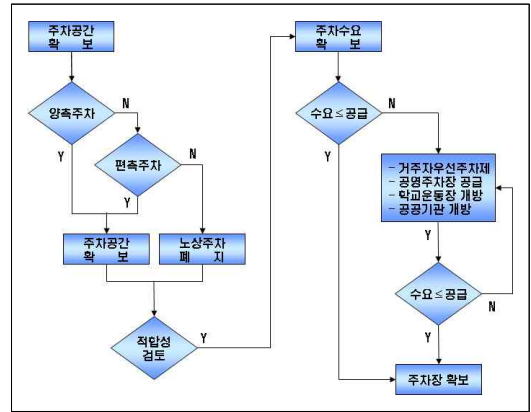 주차공간
확 보
양측주차
N
Y
편측주차
N
Y
주차공간
확 보
노상주차
폐 지
적합성
검토
Y
주차수요
확 보
수요≤공급
N
Y
- 거주자우선주차제
- 공영주차장 공급
- 학교운동장 개방
- 공공기관 개방
Y
수요≤공급
N
Y
주차장 확보